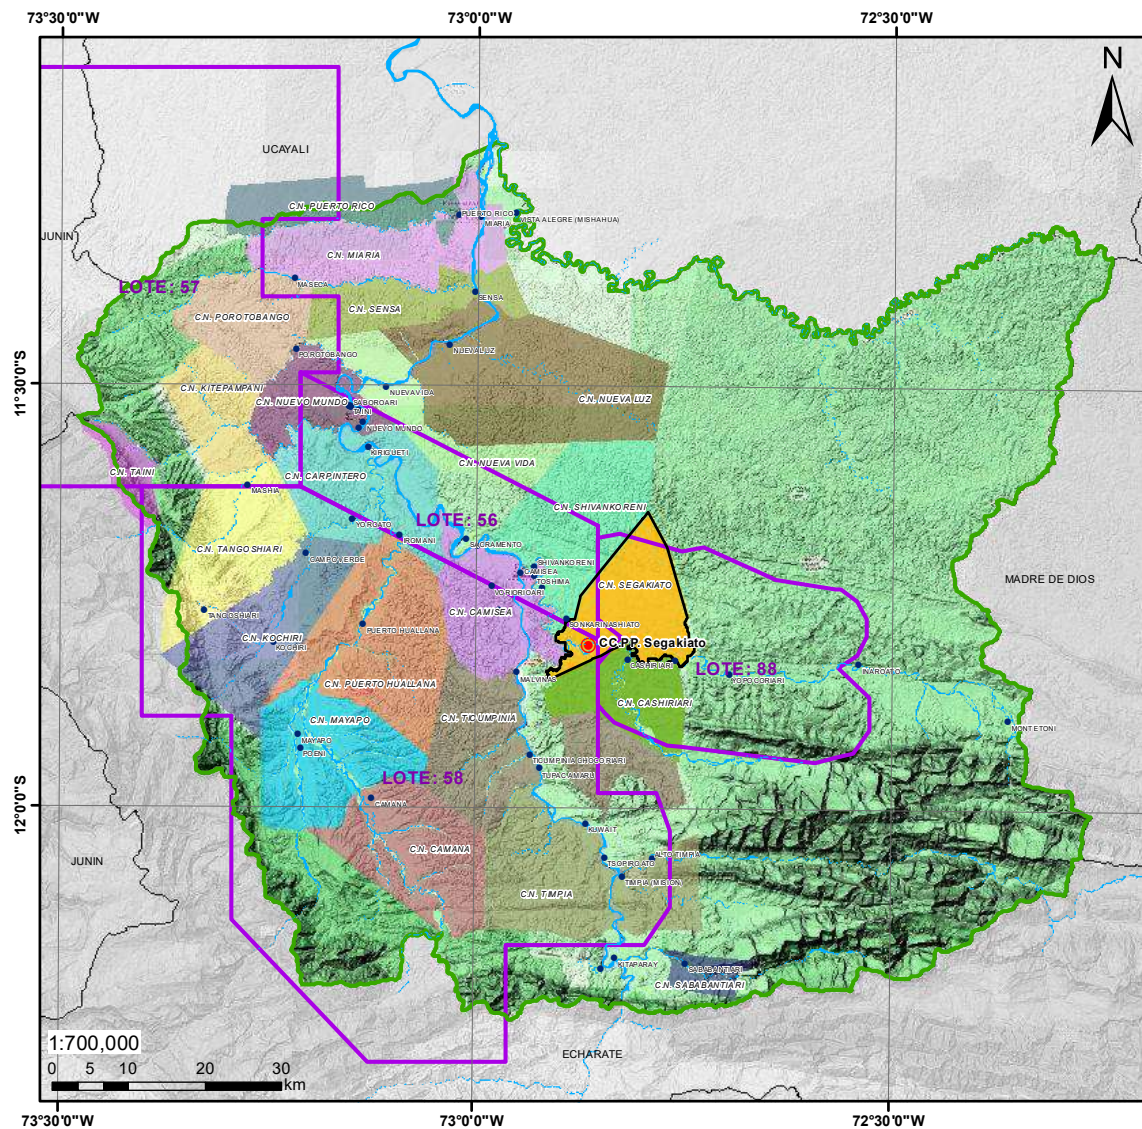 73°30'0"W
73°0'0"W
72°30'0"W
N
UCAYALI
C.N. PUERTO RICO
PUERTO RICO
MIARIA
VISTA ALEGRE (MISHAHUA)
JUNIN
C.N. MIARIA
LOTE: 57
MASECA
SENSA
C.N. SENSA
C.N. POROTOBANGO
POROTOBANGO
NUEVA LUZ
11°30'0"S
C.N. KITEPAMPANI
NUEVA VIDA
C.N. NUEVO MUNDO
SABOROARI
TAINI
C.N. NUEVA LUZ
NUEVO MUNDO
KIRIGUETI
C.N. NUEVA VIDA
C.N. TAINI
C.N. CARPINTERO
MASHIA
C.N. SHIVANKORENI
YOROATO
LOTE: 56
IROMANI
SACRAMENTO
C.N. TANGOSHIARI
CAMPO VERDE
SHIVANKORENI
CAMISEA
TOSHIMA
VORIORIOARI
C.N. SEGAKIATO
MADRE DE DIOS
TANGOSHIARI
C.N. CAMISEA
PUERTO HUALLANA
SONKARINASHIATO
C.N. KOCHIRI
KOCHIRI
CC.PP. Segakiato
CASHIRIARI
LOTE: 88
INAROATO
MALVINAS
YOPOCORIARI
C.N. PUERTO HUALLANA
C.N. CASHIRIARI
C.N. MAYAPO
C.N. TICUMPINIA
MONTETONI
MAYAPO
POENI
TICUMPINIA CHOCORIARI
TUPAC AMARU
LOTE: 58
CAMANA
12°0'0"S
KUWAIT
C.N. CAMANA
JUNIN
TSOPIROATO
ALTO TIMPIA
TIMPIA (MISION)
C.N. TIMPIA
KITAPARAY
SABABANTIARI
C.N. SABABANTIARI
1:700,000
ECHARATE
0 5 10 20 30
km
73°30'0"W
73°0'0"W
72°30'0"W